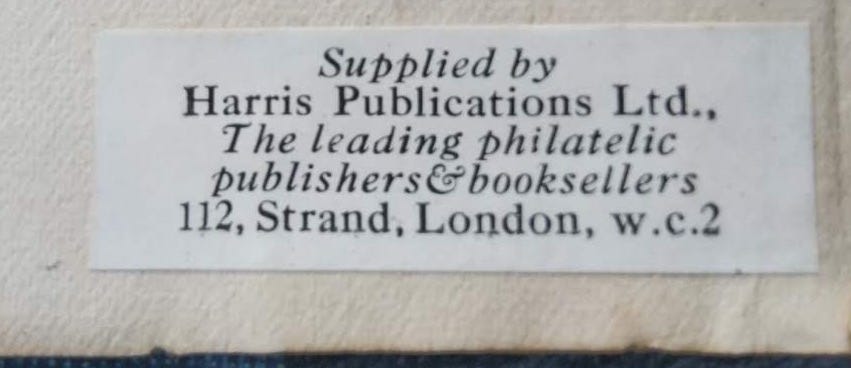 Supplied by
Harris Publications Ltd.,
The leading philatelic
publishers & booksellers
112, Strand, London, w.c.2